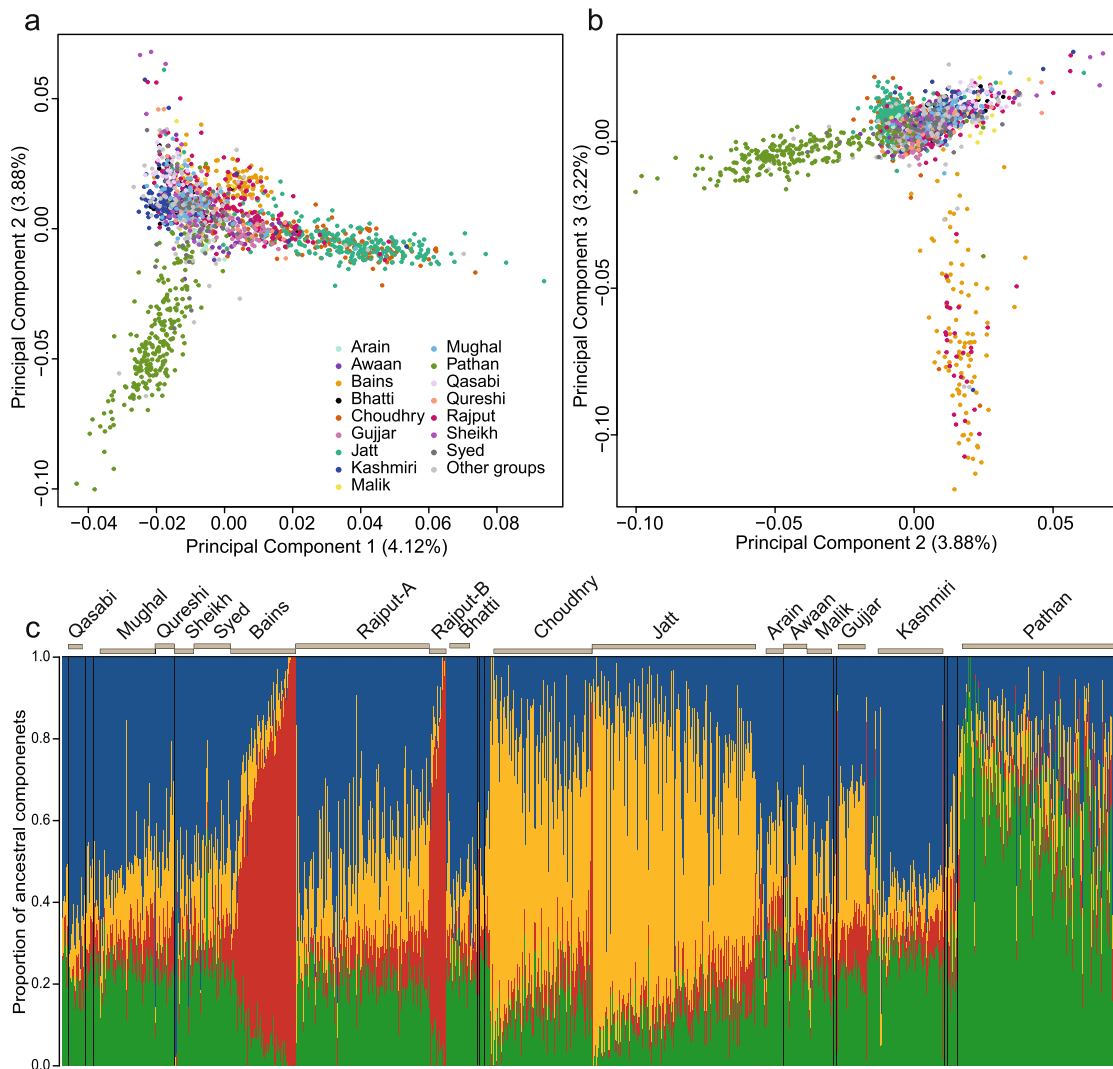 a
b
0.05
0.00
−0.05
−0.10
Principal Component 2 (3.88%)
−0.04
−0.02
0.00
0.02
0.04
0.06
0.08
Principal Component 1 (4.12%)
Arain
Awaan
Bains
Bhatti
Choudhry
Gujjar
Jatt
Kashmiri
Malik
Mughal
Pathan
Qasabi
Qureshi
Rajput
Sheikh
Syed
Other groups
0.00
−0.05
−0.10
Principal Component 3 (3.22%)
−0.10
−0.05
0.00
0.05
Principal Component 2 (3.88%)
c
Qasabi
Mughal
Qureshi
Sheikh
Syed
Bains
Rajput-A
Rajput-B
Bhatti
Choudhry
Jatt
Arain
Awaan
Malik
Gujjar
Kashmiri
Pathan
1.0
0.8
0.6
0.4
0.2
0.0
Proportion of ancestral componenets